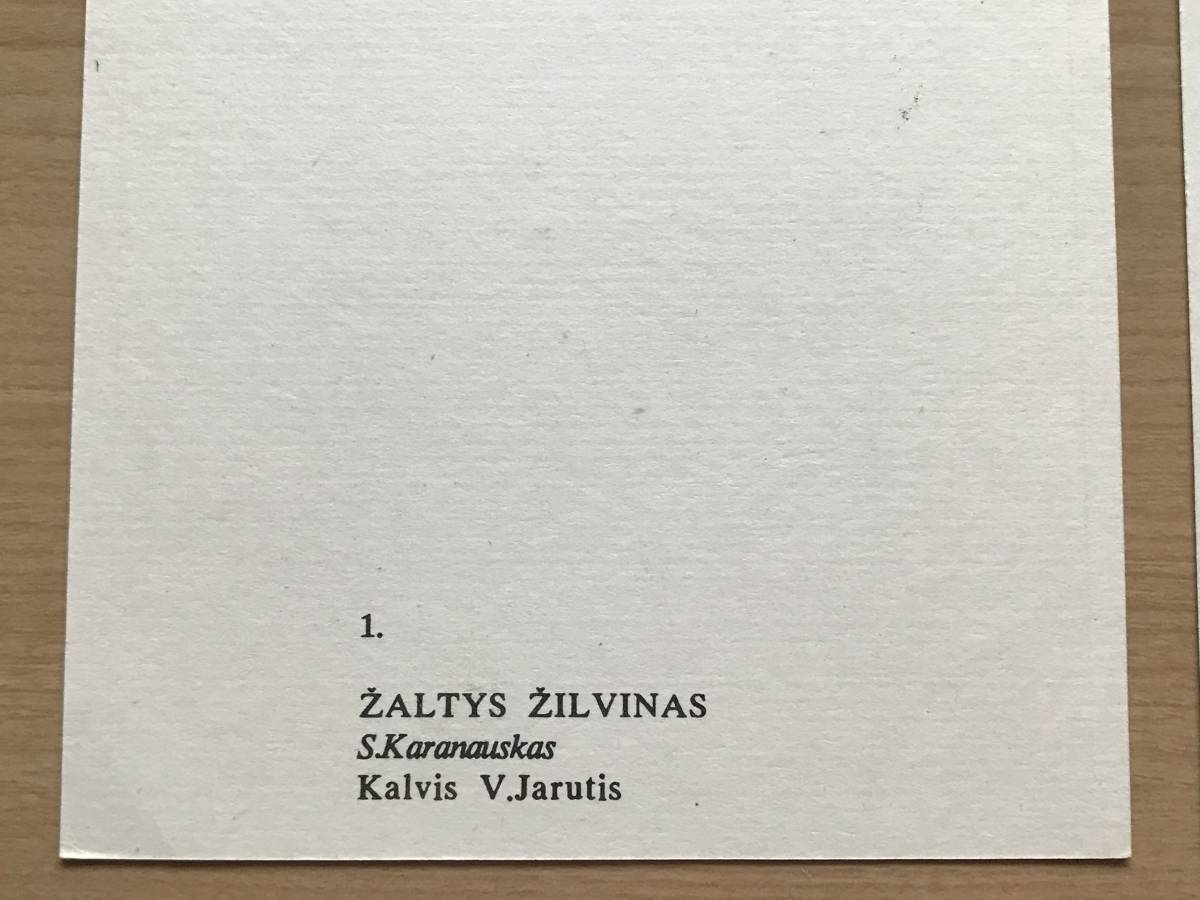 1.
ŽALTYS ŽILVINAS
S.Karanauskas
Kalvis V.Jarutis